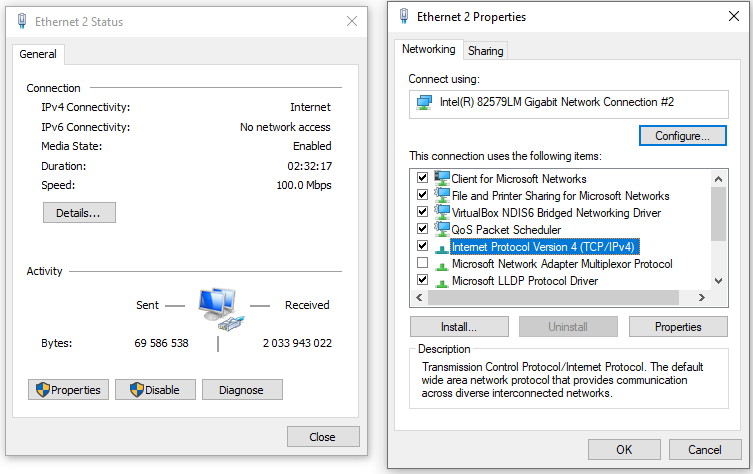 Ethernet 2 Status
General
Connection
IPv4 Connectivity: Internet
IPv6 Connectivity: No network access
Media State: Enabled
Duration: 02:32:17
Speed: 100.0 Mbps
Details...
Activity
Sent Received
Bytes: 69 586 538 2 033 943 022
Properties Disable Diagnose
Close
Ethernet 2 Properties
Networking Sharing
Connect using:
Intel(R) 82579LM Gigabit Network Connection #2
Configure...
This connection uses the following items:
Client for Microsoft Networks
File and Printer Sharing for Microsoft Networks
VirtualBox NDIS6 Bridged Networking Driver
QoS Packet Scheduler
Internet Protocol Version 4 (TCP/IPv4)
Microsoft Network Adapter Multiplexor Protocol
Microsoft LLDP Protocol Driver
Install... Uninstall Properties
Description
Transmission Control Protocol/Internet Protocol. The default
wide area network protocol that provides communication
across diverse interconnected networks.
OK Cancel